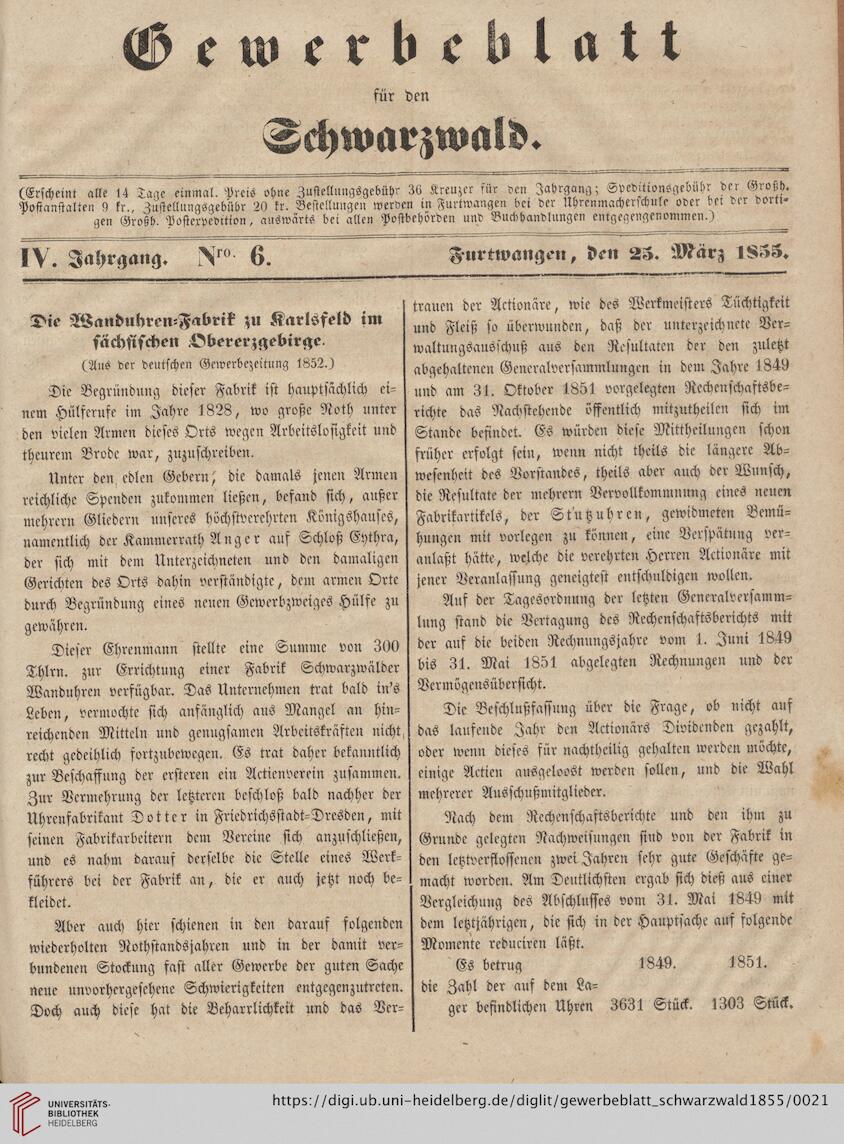 Gewerbeblatt
für den
Schwarzwald.
(Erscheint alle 14 Tage einmal. Preis ohne Zustellungsgebühr 36 Kreuzer für den Jahrgang; Speditionsgebühr der Großh.
Postanstalten 9 kr., Zustellungsgebühr 20 kr. Bestellungen werden in Furtwangen bei der Uhrenmacherschule oder bei der dorti-
gen Großh. Posterpedition, auswärts bei allen Postbehörden und Buchhandlungen entgegengenommen.)
IV. Jahrgang. Nro. 6. Furtwangen, den 25. März 1855.
Die Wanduhren-Fabrik zu Karlsfeld im
sächsischen Obererzgebirge.
(Aus der deutschen Gewerbezeitung 1852.)
Die Begründung dieser Fabrik ist hauptsächlich ei-
nem Hülferufe im Jahre 1828, wo große Noth unter
den vielen Armen dieses Orts wegen Arbeitslosigkeit und
theurem Brode war, zuzuschreiben.
Unter den edlen Gebern, die damals jenen Armen
reichliche Spenden zukommen ließen, befand sich, außer
mehrern Gliedern unseres höchstverehrten Königshauses,
namentlich der Kammerrath Anger auf Schloß Eythra,
der sich mit dem Unterzeichneten und den damaligen
Gerichten des Orts dahin verständigte, dem armen Orte
durch Begründung eines neuen Gewerbzweiges Hülfe zu
gewähren.
Dieser Ehrenmann stellte eine Summe von 300
Thlrn. zur Errichtung einer Fabrik Schwarzwälder
Wanduhren verfügbar. Das Unternehmen trat bald in's
Leben, vermochte sich anfänglich aus Mangel an hin-
reichenden Mitteln und genugsamen Arbeitskräften nicht
recht gedeihlich fortzubewegen. Es trat daher bekanntlich
zur Beschaffung der ersteren ein Actienverein zusammen.
Zur Vermehrung der letzteren beschloß bald nachher der
Uhrenfabrikant Dotter in Friedrichsstadt-Dresden, mit
seinen Fabrikarbeitern dem Vereine sich anzuschließen,
und es nahm darauf derselbe die Stelle eines Werk-
führers bei der Fabrik an, die er auch jetzt noch be-
kleidet.
Aber auch hier schienen in den darauf folgenden
wiederholten Nothstandsjahren und in der damit ver-
bundenen Stockung fast aller Gewerbe der guten Sache
neue unvorhergesehene Schwierigkeiten entgegenzutreten.
Doch auch diese hat die Beharrlichkeit und das Ver-
trauen der Actionäre, wie des Werkmeisters Tüchtigkeit
und Fleiß so überwunden, daß der unterzeichnete Ver-
waltungsausschuß aus den Resultaten der den zuletzt
abgehaltenen Generalversammlungen in dem Jahre 1849
und am 31. Oktober 1851 vorgelegten Rechenschaftsbe-
richte das Nachstehende öffentlich mitzutheilen sich im
Stande befindet. Es würden diese Mittheilungen schon
früher erfolgt sein, wenn nicht theils die längere Ab-
wesenheit des Vorstandes, theils aber auch der Wunsch,
die Resultate der mehrern Vervollkommnung eines neuen
Fabrikartikels, der Stutzuhren, gewidmeten Bemü-
hungen mit vorlegen zu können, eine Verspätung ver-
anlaßt hätte, welche die verehrten Herren Actionäre mit
jener Veranlassung geneigtest entschuldigen wollen.
Auf der Tagesordnung der letzten Generalversamm-
lung stand die Vertagung des Rechenschaftsberichts mit
der auf die beiden Rechnungsjahre vom 1. Juni 1849
bis 31. Mai 1851 abgelegten Rechnungen und der
Vermögensübersicht.
Die Beschlußfassung über die Frage, ob nicht auf
das laufende Jahr den Actionärs Dividenden gezahlt,
oder wenn dieses für nachtheilig gehalten werden möchte,
einige Actien ausgeloost werden sollen, und die Wahl
mehrerer Ausschußmitglieder.
Nach dem Rechenschaftsberichte und den ihm zu
Grunde gelegten Nachweisungen sind von der Fabrik in
den letztverflossenen zwei Jahren sehr gute Geschäfte ge-
macht worden. Am Deutlichsten ergab sich dieß aus einer
Vergleichung des Abschlusses vom 31. Mai 1849 mit
dem letztjährigen, die sich in der Hauptsache auf folgende
Momente reduciren läßt.
Es betrug 1849. 1851.
die Zahl der auf dem La-
ger befindlichen Uhren 3631 Stück. 1303 Stück.
UNIVERSITÄTS-
BIBLIOTHEK
HEIDELBERG
https://digi.ub.uni-heidelberg.de/diglit/gewerbeblatt_schwarzwald1855/0021